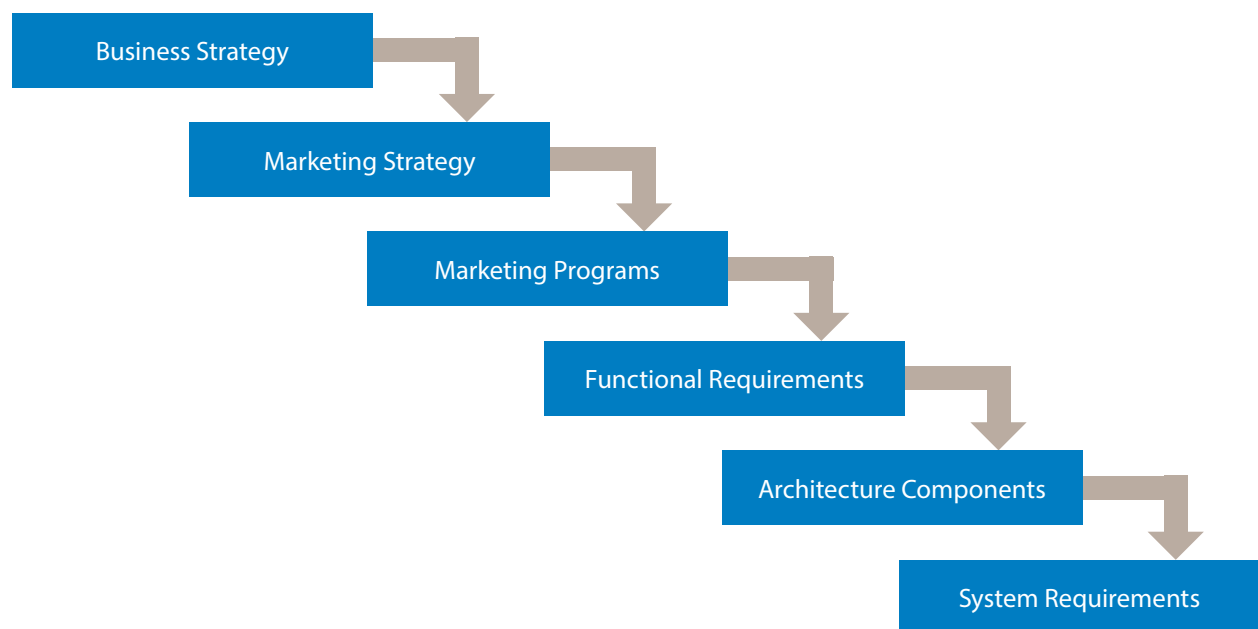 Business Strategy
Marketing Strategy
Marketing Programs
Functional Requirements
Architecture Components
System Requirements